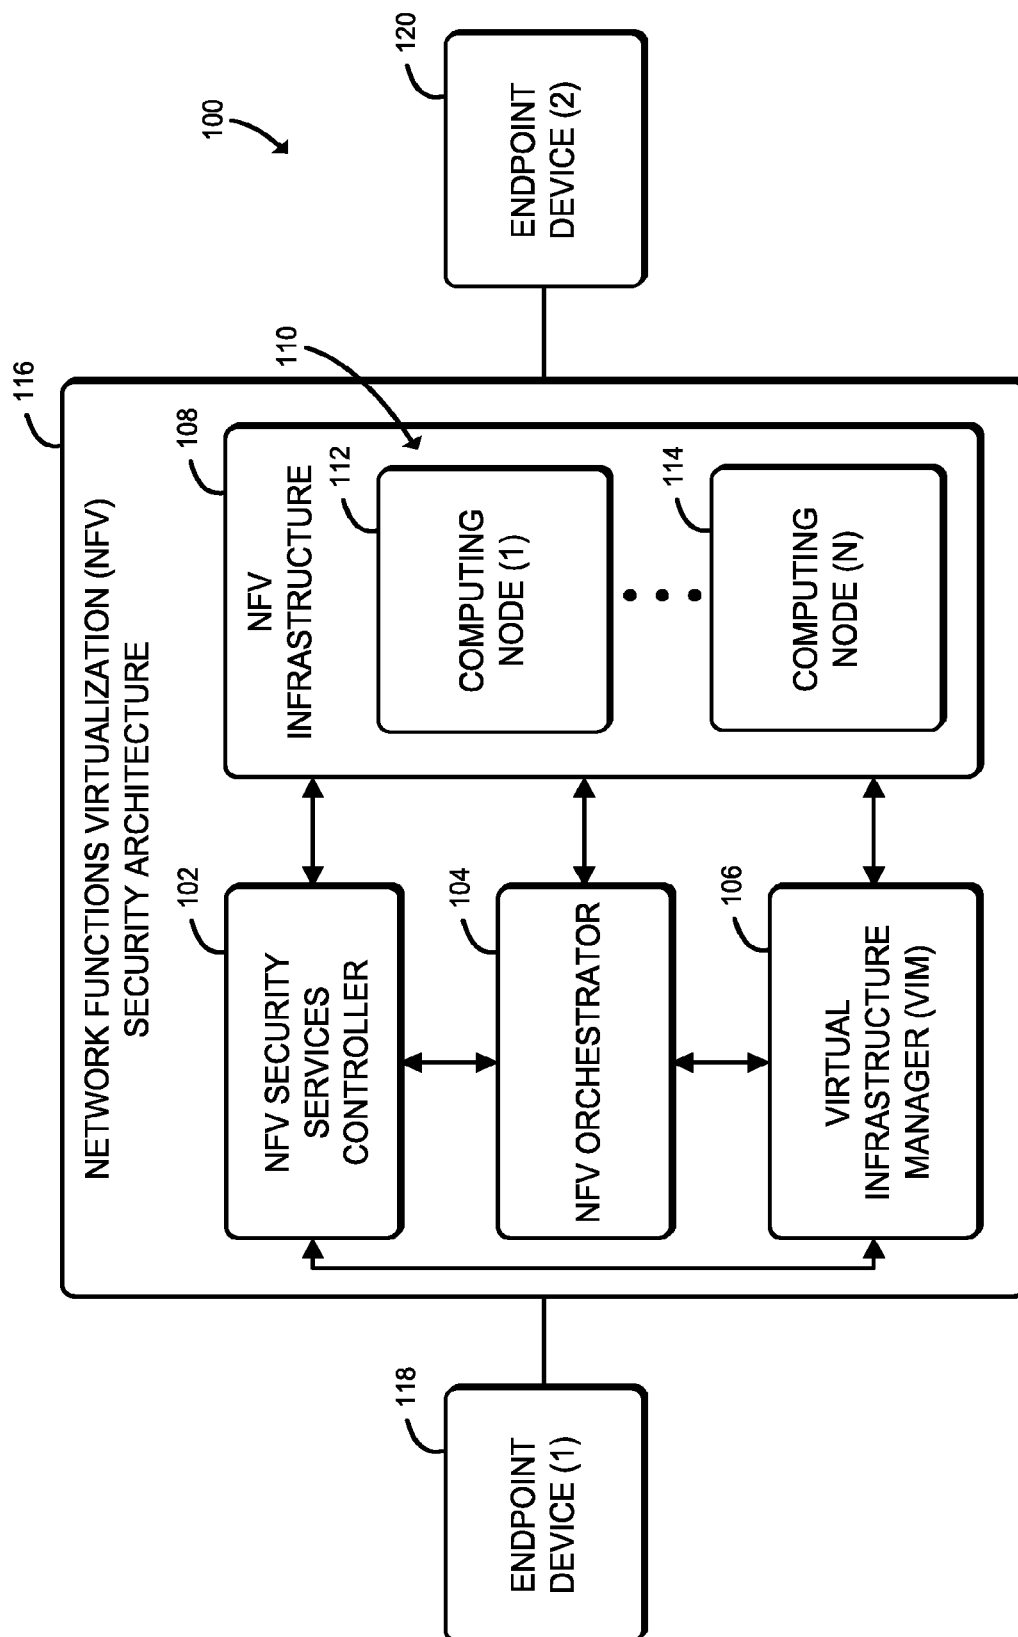 100
116
NETWORK FUNCTIONS VIRTUALIZATION (NFV)
SECURITY ARCHITECTURE
102
NFV SECURITY
SERVICES
CONTROLLER
108
NFV
INFRASTRUCTURE
110
112
COMPUTING
NODE (1)
104
NFV ORCHESTRATOR
118
ENDPOINT
DEVICE (1)
120
ENDPOINT
DEVICE (2)
114
COMPUTING
NODE (N)
106
VIRTUAL
INFRASTRUCTURE
MANAGER (VIM)